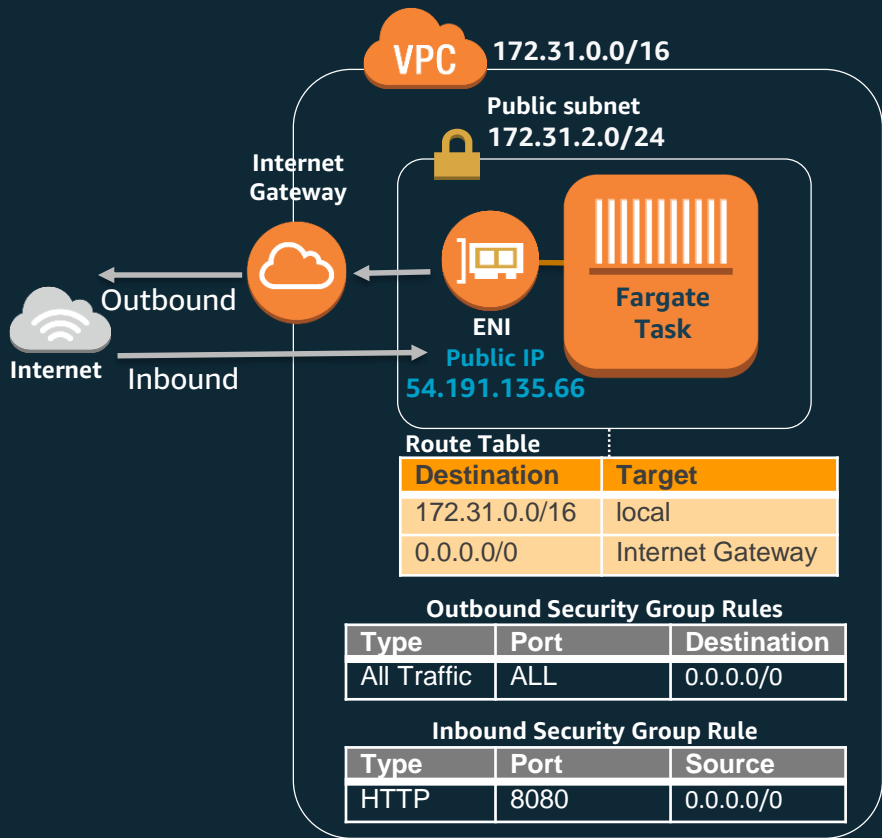 VPC
172.31.0.0/16
Public subnet
172.31.2.0/24
Internet
Gateway
Outbound
Internet
Inbound
ENI
Public IP
54.191.135.66
Fargate
Task
Route Table
Destination Target
172.31.0.0/16 local
0.0.0.0/0 Internet Gateway
Outbound Security Group Rules
Type Port Destination
All Traffic ALL 0.0.0.0/0
Inbound Security Group Rule
Type Port Source
HTTP 8080 0.0.0.0/0